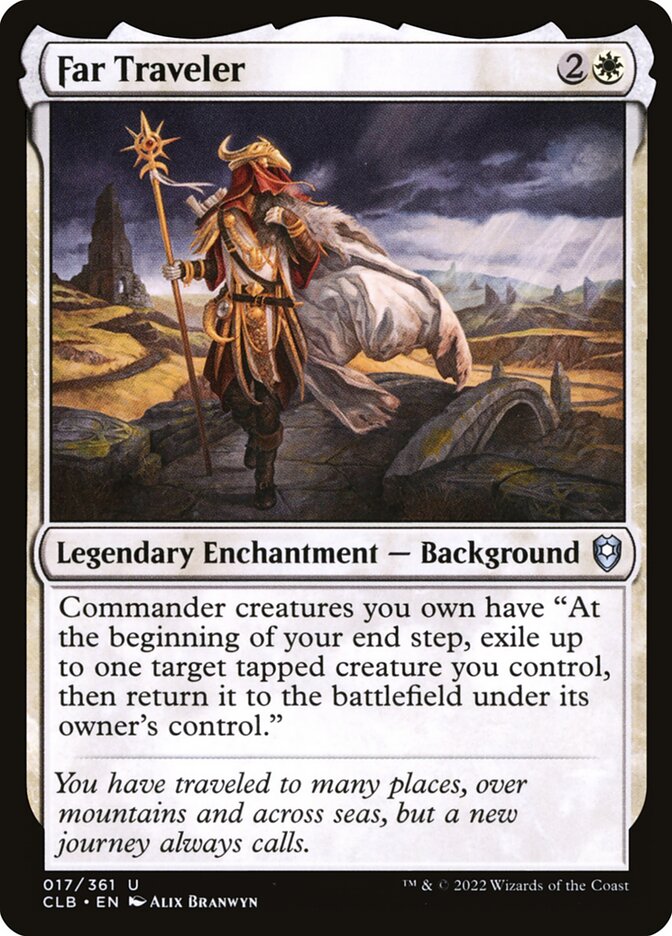 Far Traveler 2
Legendary Enchantment — Background
Commander creatures you own have “At
the beginning of your end step, exile up
to one target tapped creature you control,
then return it to the battlefield under its
owner’s control.”
You have traveled to many places, over
mountains and across seas, but a new
journey always calls.
017/361 U
™ & © 2022 Wizards of the Coast
CLB • EN Alix Branwyn